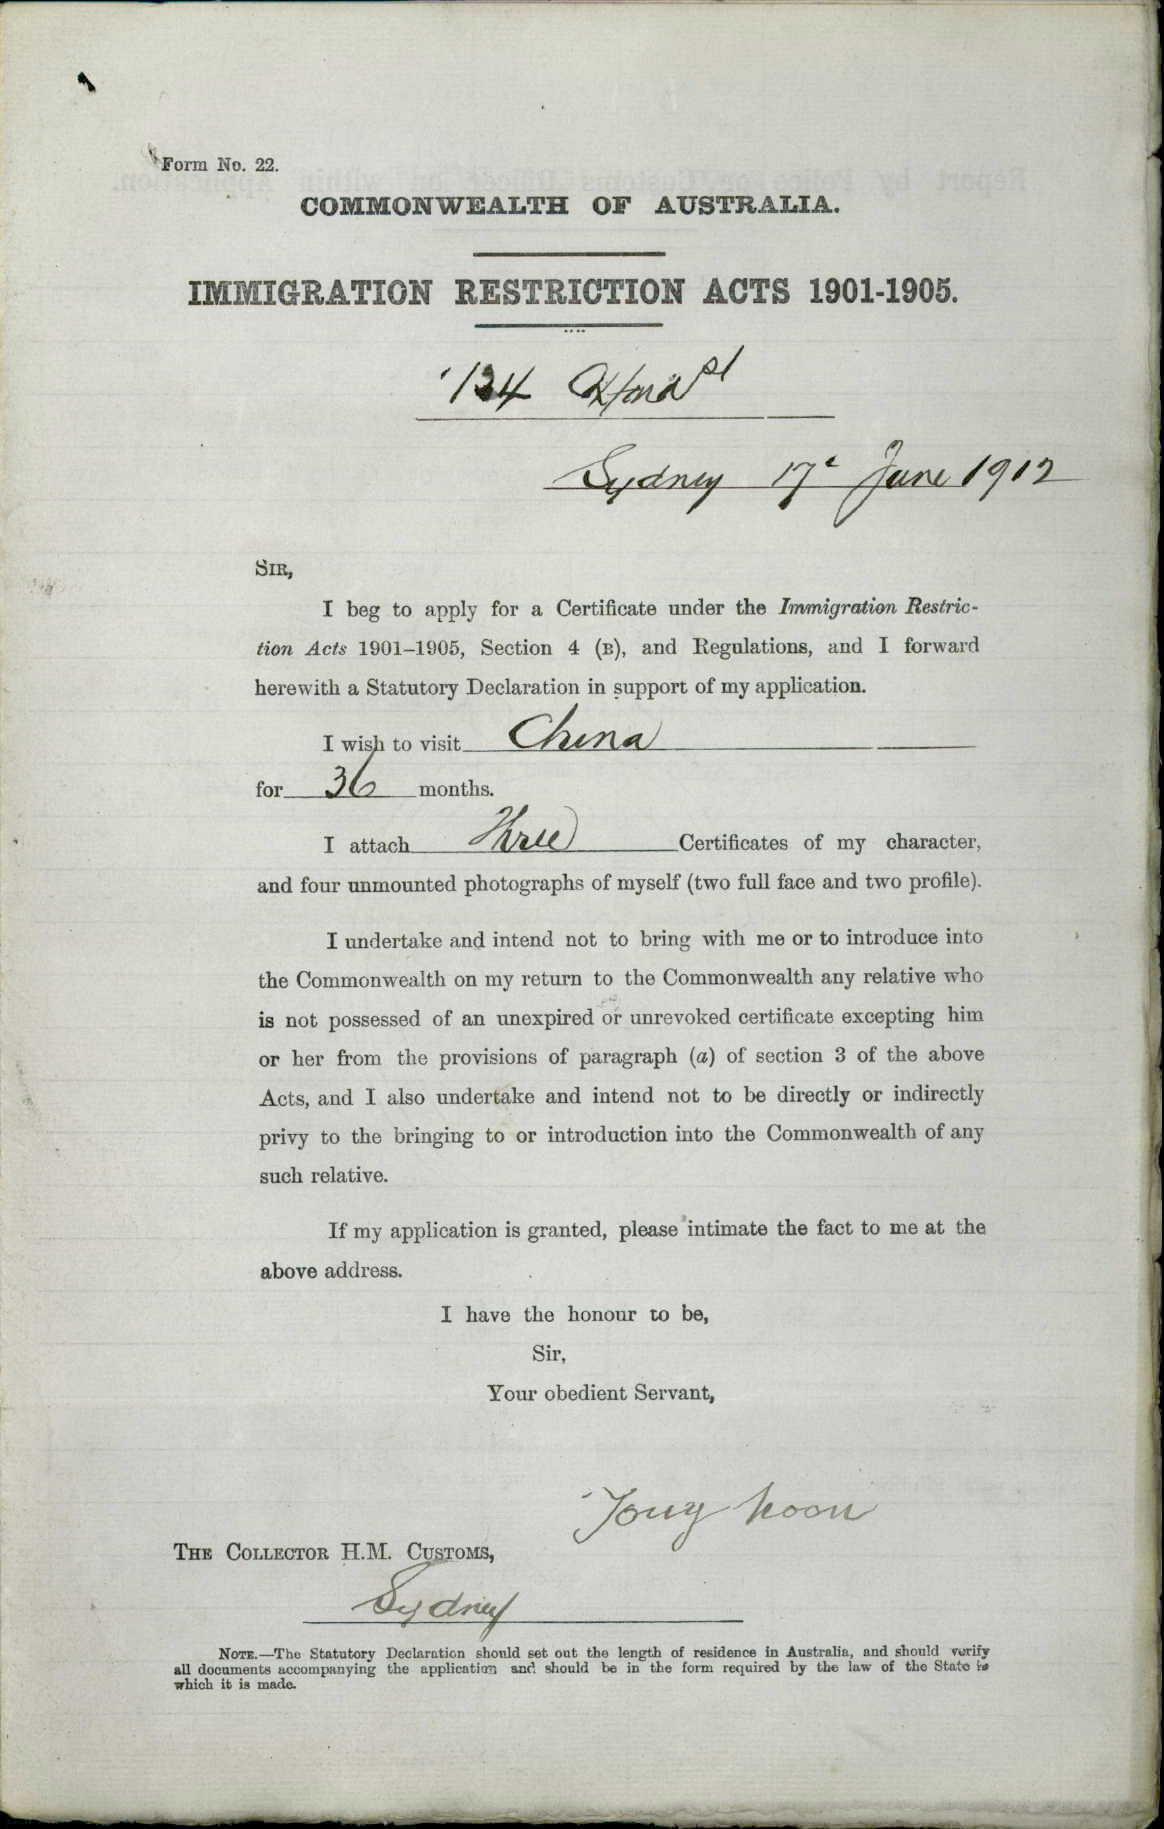 Form No. 22.
COMMONWEALTH OF AUSTRALIA.
IMMIGRATION RESTRICTION ACTS 1901-1905.
134 Oxford St
Sydney 17th June 1912
SIR,
I beg to apply for a Certificate under the Immigration Restric-
tion Acts 1901–1905, Section 4 (B), and Regulations, and I forward
herewith a Statutory Declaration in support of my application.
I wish to visit China
for 36 months.
I attach Three Certificates of my character,
and four unmounted photographs of myself (two full face and two profile).
I undertake and intend not to bring with me or to introduce into
the Commonwealth on my return to the Commonwealth any relative who
is not possessed of an unexpired or unrevoked certificate excepting him
or her from the provisions of paragraph (a) of section 3 of the above
Acts, and I also undertake and intend not to be directly or indirectly
privy to the bringing to or introduction into the Commonwealth of any
such relative.
If my application is granted, please intimate the fact to me at the
above address.
I have the honour to be,
Sir,
Your obedient Servant,
Tong Koon
THE COLLECTOR H.M. CUSTOMS,
Sydney
NOTE.—The Statutory Declaration should set out the length of residence in Australia, and should verify
all documents accompanying the application and should be in the form required by the law of the State in
which it is made.